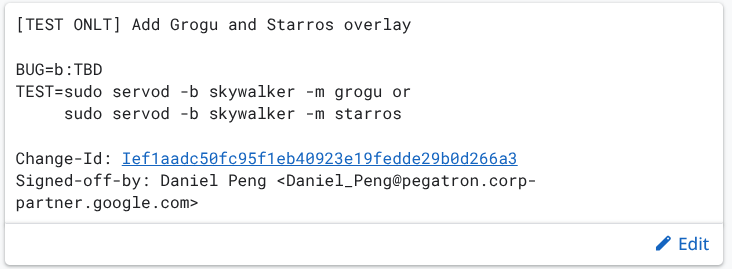 [TEST ONLT] Add Grogu and Starros overlay
BUG=b:TBD
TEST=sudo servod -b skywalker -m grogu or
sudo servod -b skywalker -m starros
Change-Id: Ief1aadc50fc95f1eb40923e19fedde29b0d266a3
Signed-off-by: Daniel Peng <Daniel_Peng@pegatron.corp-
partner.google.com>
Edit